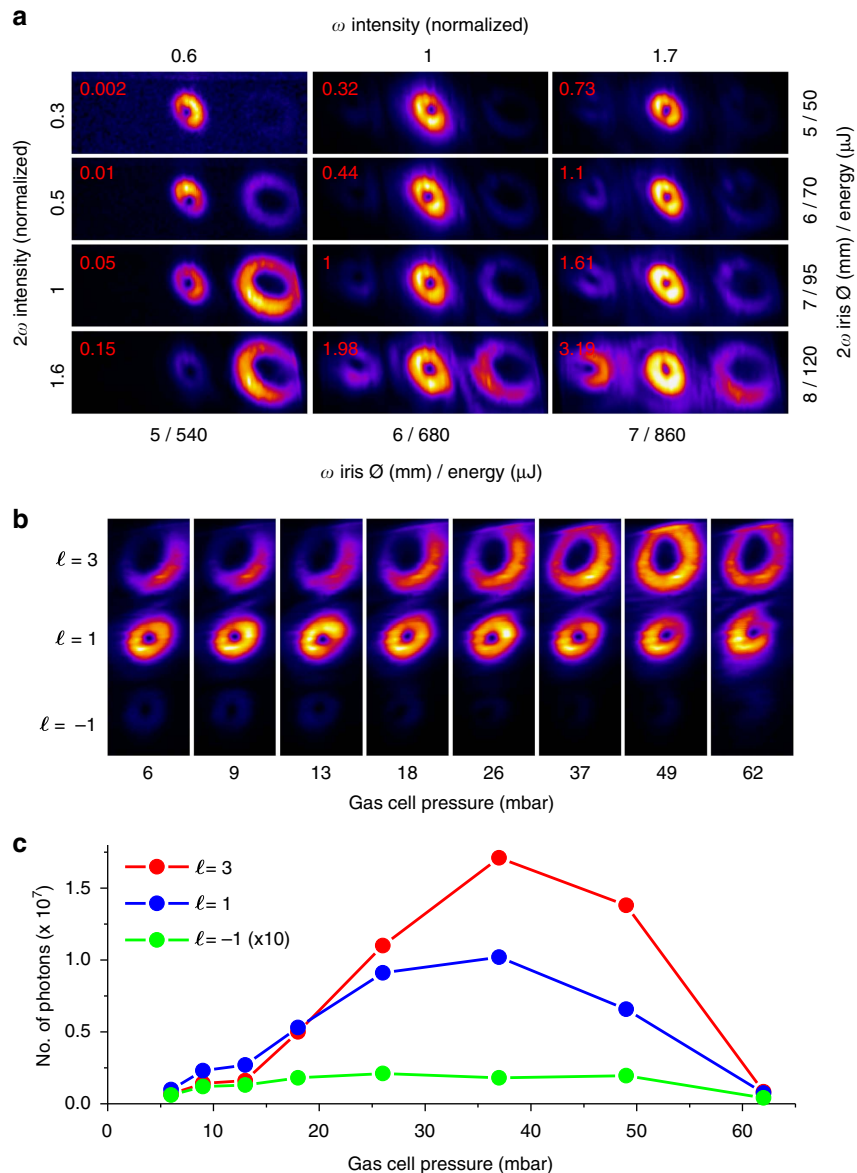 a
ω intensity (normalized)
0.6 1 1.7
2ω intensity (normalized)
0.3 0.002 0.32 0.73 5 / 50
0.5 0.01 0.44 1.1 6 / 70
1 0.05 1 1.61 7 / 95
1.6 0.15 1.98 3.19 8 / 120
2ω iris Ø (mm) / energy (µJ)
5 / 540 6 / 680 7 / 860
ω iris Ø (mm) / energy (µJ)
b
ℓ = 3
ℓ = 1
ℓ = −1
6 9 13 18 26 37 49 62
Gas cell pressure (mbar)
c
No. of photons (x 10⁷)
ℓ= 3
ℓ= 1
ℓ= −1 (x10)
1.5
1.0
0.5
0.0
0 10 20 30 40 50 60
Gas cell pressure (mbar)